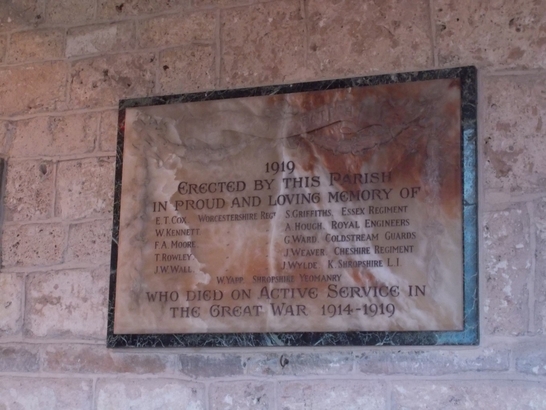 1919
ERECTED BY THIS PARISH
IN PROUD AND LOVING MEMORY OF
E.T COX. WORCESTERSHIRE REGT S.GRIFFITHS. ESSEX REGIMENT
W.KENNETT A.HOUGH. ROYAL ENGINEERS
F.A MOORE G.WARD. COLDSTREAM GUARDS
T.ROWLEY J.WEAVER. CHESHIRE REGIMENT
J.W.WALL J.WYLDE. K. SHROPSHIRE L.I
W.YAPP SHROPSHIRE YEOMANRY
WHO DIED ON ACTIVE SERVICE IN
THE GREAT WAR 1914-1919